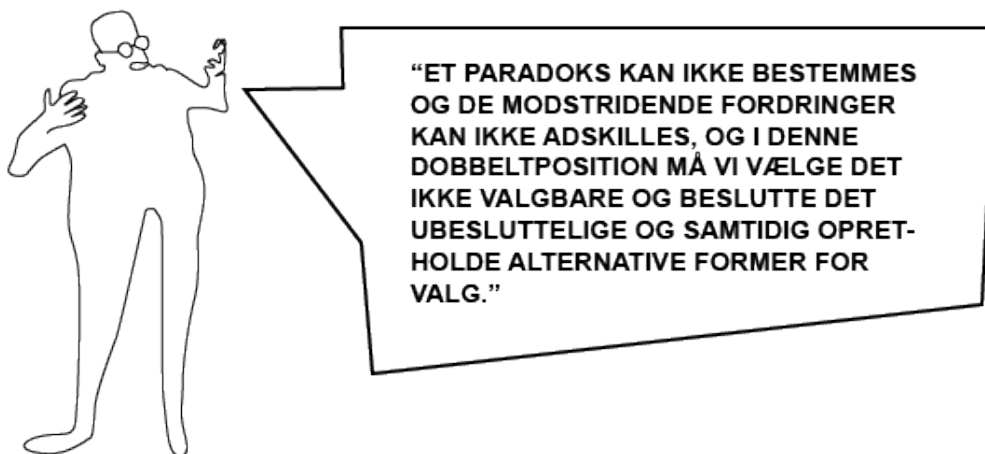 “ET PARADOKS KAN IKKE BESTEMMES
OG DE MODSTRIDENDE FORDRINGER
KAN IKKE ADSKILLES, OG I DENNE
DOBBELTPOSITION MÅ VI VÆLGE DET
IKKE VALGBARE OG BESLUTTE DET
UBESLUTTELIGE OG SAMTIDIG OPRET-
HOLDE ALTERNATIVE FORMER FOR
VALG.”